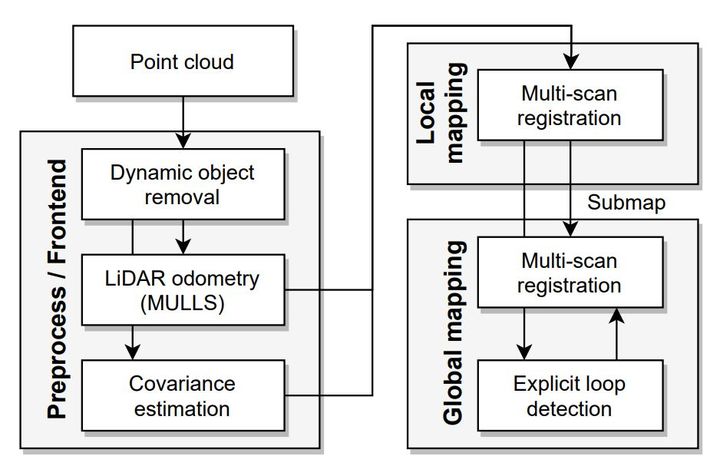 Point cloud
Preprocess / Frontend
Dynamic object
removal
LiDAR odometry
(MULLS)
Covariance
estimation
Local
mapping
Multi-scan
registration
Submap
Global mapping
Multi-scan
registration
Explicit loop
detection